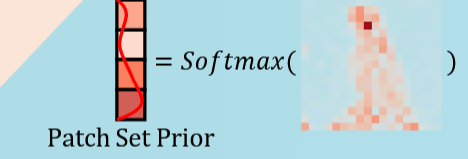 = Softmax( )
Patch Set Prior